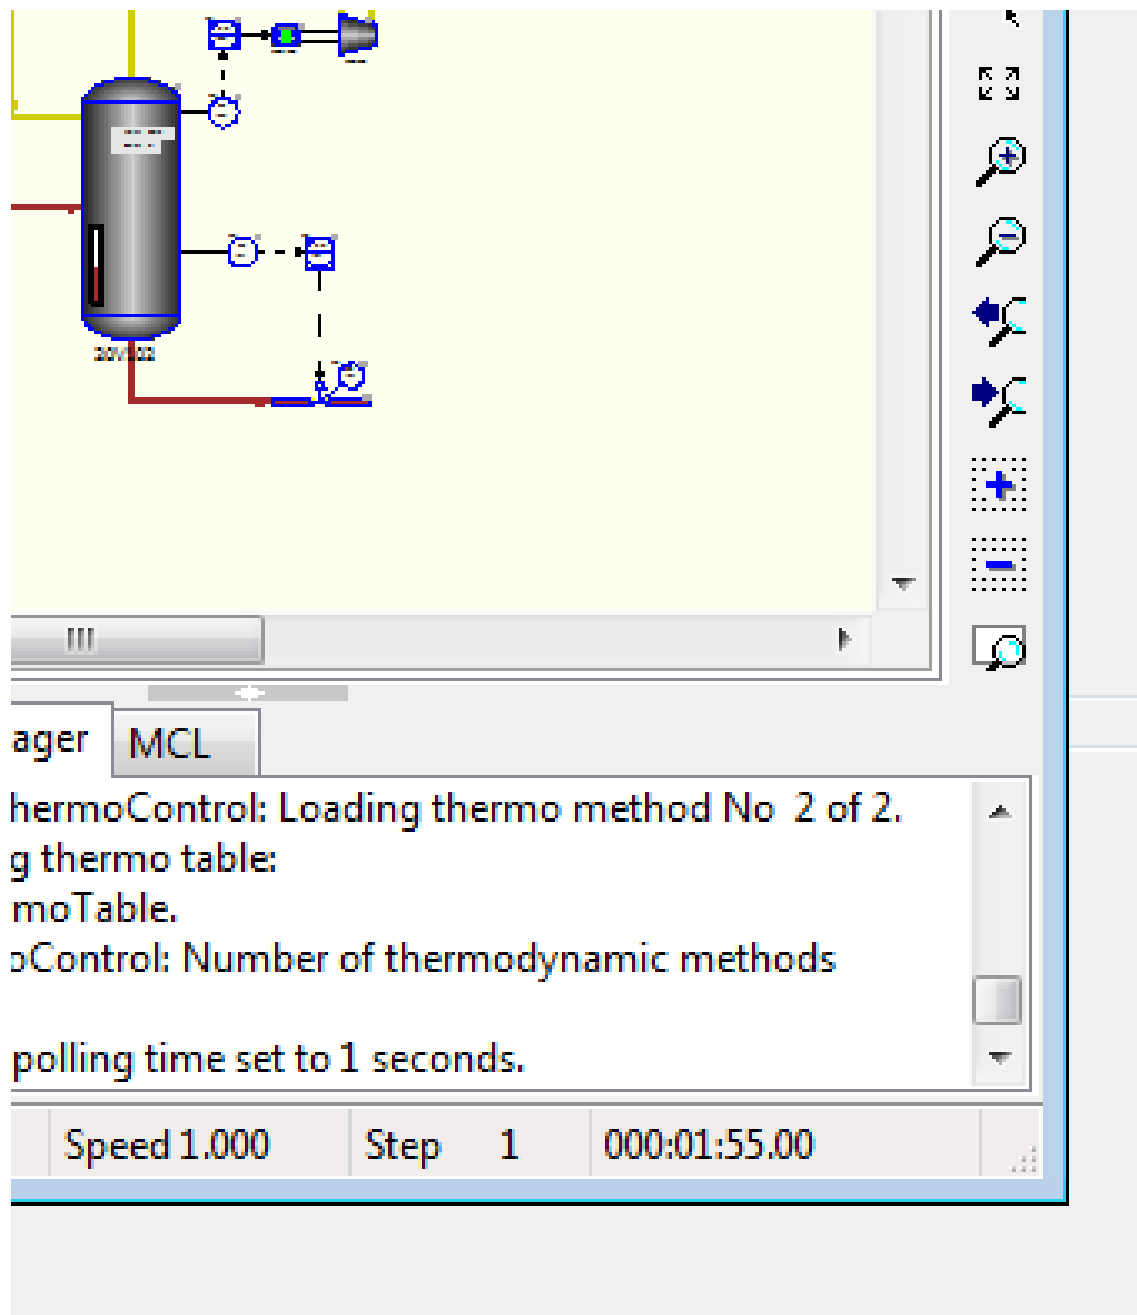 ager
MCL
hermoControl: Loading thermo method No 2 of 2.
g thermo table:
moTable.
oControl: Number of thermodynamic methods
polling time set to 1 seconds.
Speed 1.000
Step 1
000:01:55.00